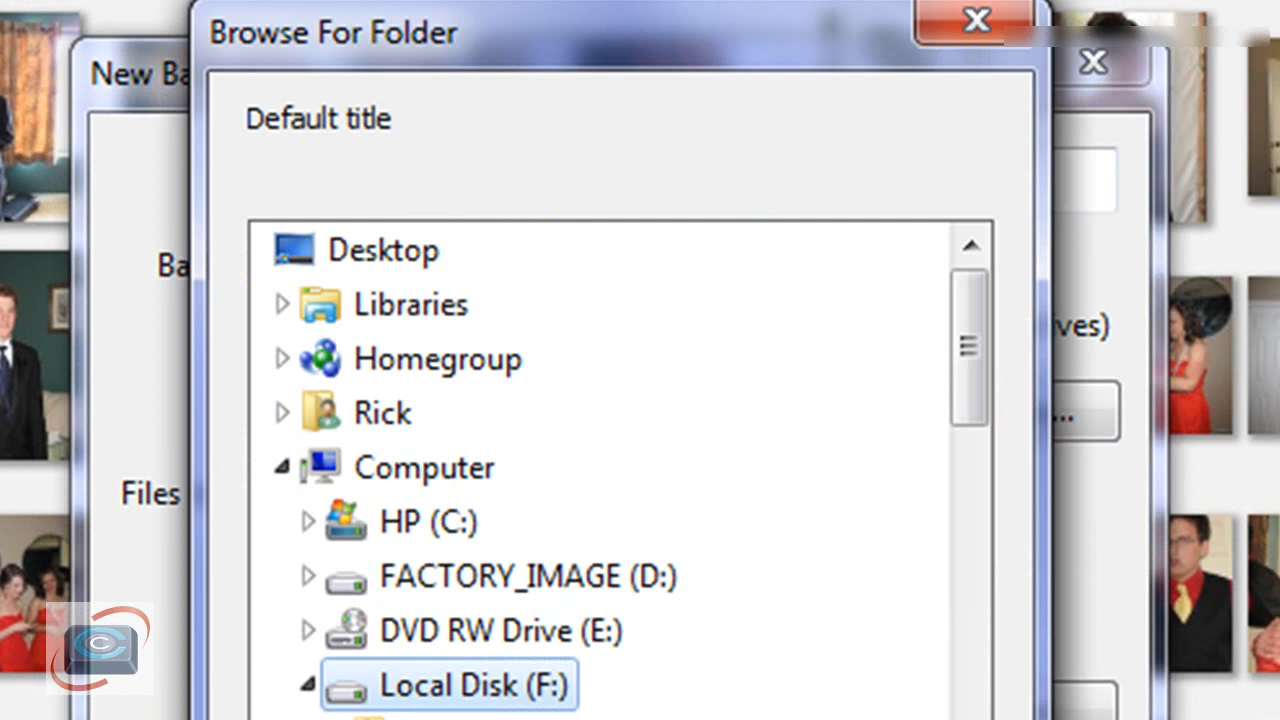 Browse For Folder
New Ba
Default title
Desktop
Libraries
Ba
ves)
Homegroup
Rick
...
Computer
Files
HP (C:)
FACTORY_IMAGE (D:)
DVD RW Drive (E:)
Local Disk (F:)